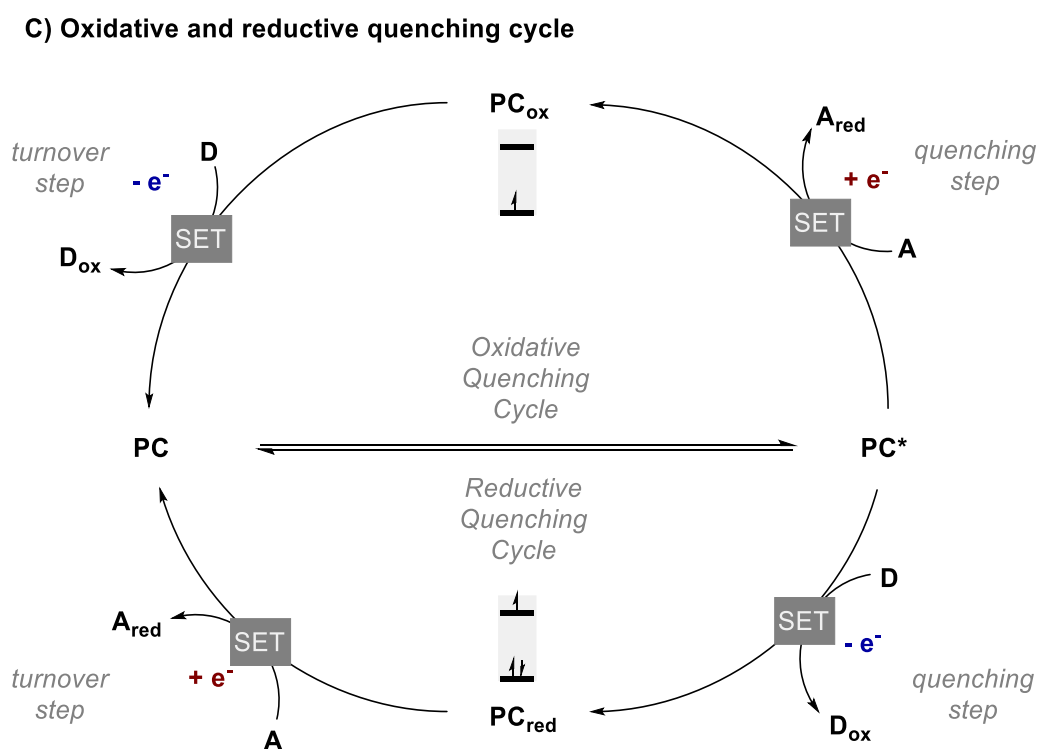 C) Oxidative and reductive quenching cycle
PCox
Ared
turnover
step
D
- e-
quenching
step
+ e-
SET
SET
Dox
A
Oxidative
Quenching
Cycle
PC
PC*
Reductive
Quenching
Cycle
D
Ared
SET
SET
- e-
+ e-
turnover
step
quenching
step
PCred
Dox
A